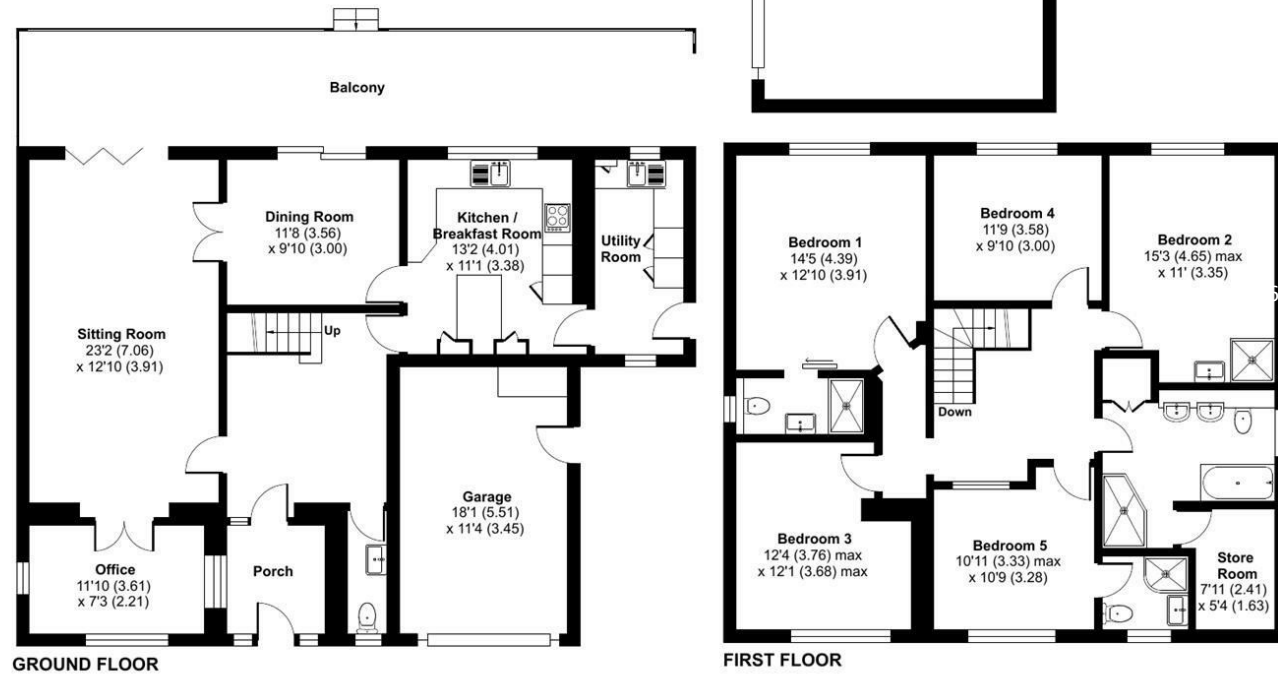 Balcony
Dining Room
11'8 (3.56)
x 9'10 (3.00)
Kitchen /
Breakfast Room
13'2 (4.01)
x 11'1 (3.38)
Utility
Room
Sitting Room
23'2 (7.06)
x 12'10 (3.91)
Up
Garage
18'1 (5.51)
x 11'4 (3.45)
Office
11'10 (3.61)
x 7'3 (2.21)
Porch
GROUND FLOOR
Bedroom 1
14'5 (4.39)
x 12'10 (3.91)
Bedroom 4
11'9 (3.58)
x 9'10 (3.00)
Bedroom 2
15'3 (4.65) max
x 11' (3.35)
Down
Bedroom 3
12'4 (3.76) max
x 12'1 (3.68) max
Bedroom 5
10'11 (3.33) max
x 10'9 (3.28)
Store
Room
7'11 (2.41)
x 5'4 (1.63)
FIRST FLOOR